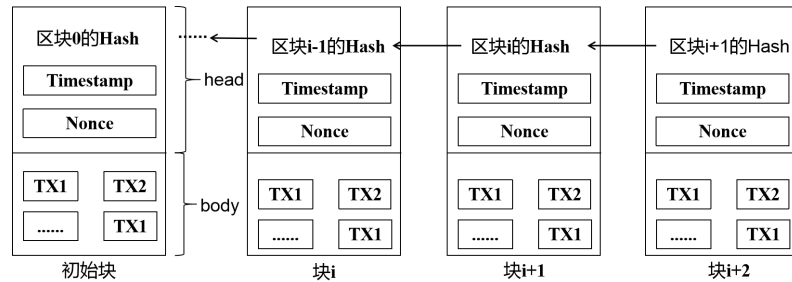 区块0的Hash
Timestamp
Nonce
TX1 TX2
...... TX1
初始块
head
body
......
区块i-1的Hash
Timestamp
Nonce
TX1 TX2
...... TX1
块i
区块i的Hash
Timestamp
Nonce
TX1 TX2
...... TX1
块i+1
区块i+1的Hash
Timestamp
Nonce
TX1 TX2
...... TX1
块i+2